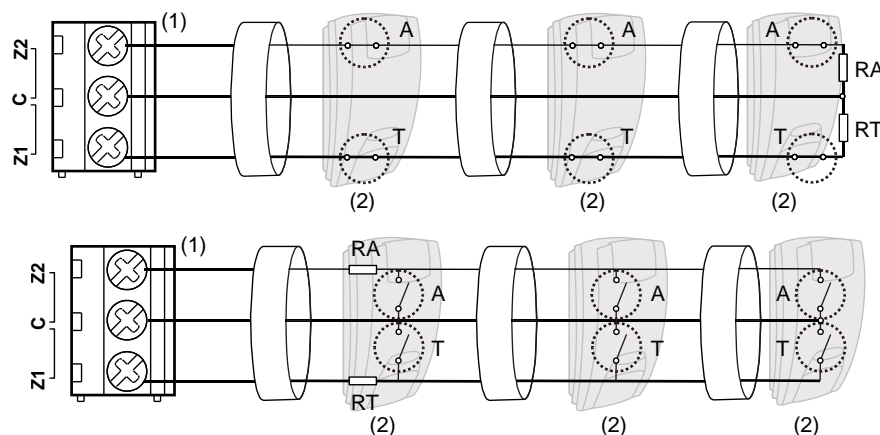 (1)
Z2
C
Z1
A
A
A
RA
RT
T
T
T
(2)
(2)
(2)
(1)
Z2
C
Z1
RA
A
A
A
T
T
T
RT
(2)
(2)
(2)